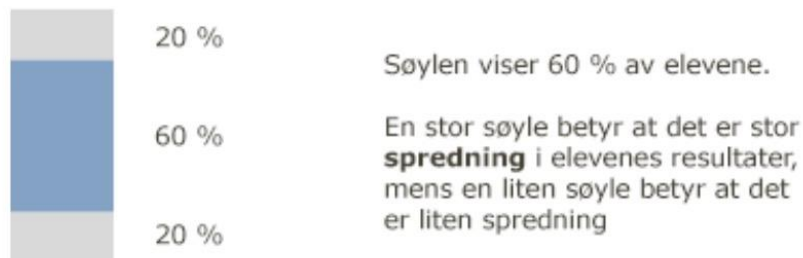 20 %
60 %
20 %
Søylen viser 60 % av elevene.
En stor søyle betyr at det er stor
spredning i elevenes resultater,
mens en liten søyle betyr at det
er liten spredning